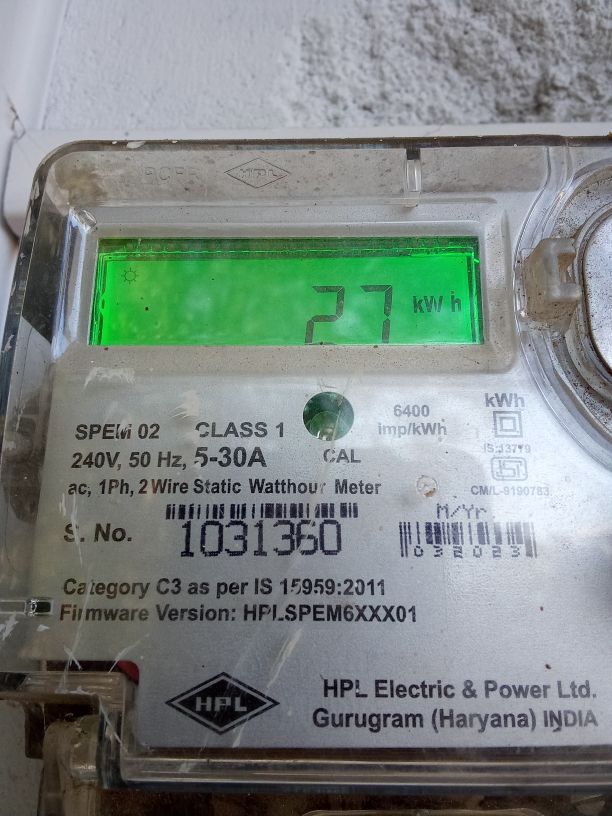 HPL
27 kWh
SPEM 02 CLASS 1
6400
imp/kWh
kWh
240V, 50 Hz, 5-30A
CAL
IS:13779
ac, 1Ph, 2 Wire Static Watthour Meter
CM/L-9190783
M/Yr.
S. No. 1031360
032023
Category C3 as per IS 15959:2011
Firmware Version: HPLSPEM6XXX01
HPL
HPL Electric & Power Ltd.
Gurugram (Haryana) INDIA